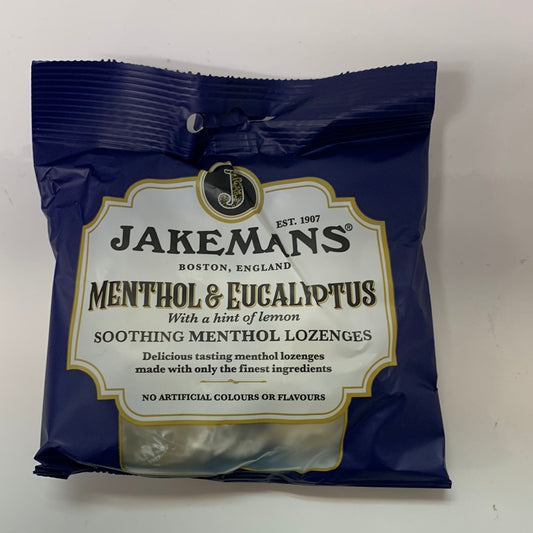 J
EST. 1907
JAKEMANS®
BOSTON, ENGLAND
MENTHOL & EUCALYPTUS
With a hint of lemon
SOOTHING MENTHOL LOZENGES
Delicious tasting menthol lozenges
made with only the finest ingredients
NO ARTIFICIAL COLOURS OR FLAVOURS